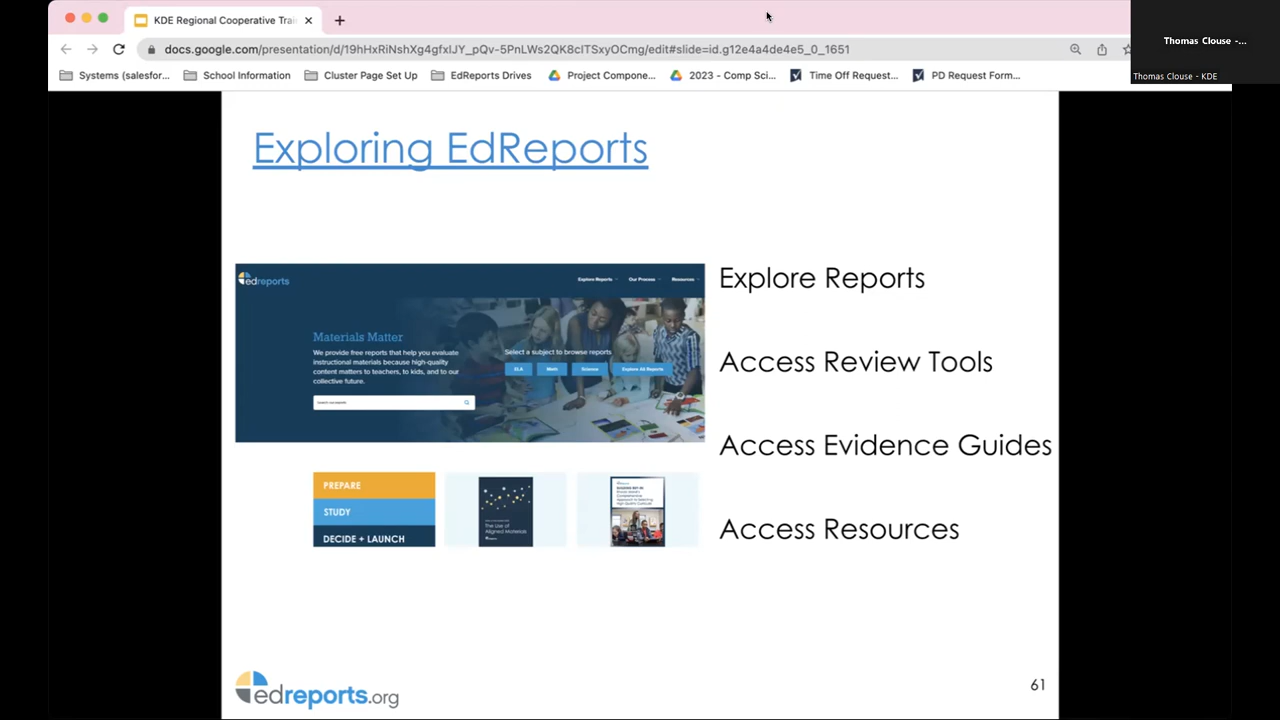 KDE Regional Cooperative Trai
Thomas Clouse -...
docs.google.com/presentation/d/19hHxRiNshXg4gfxIJY_pQv-5PnLWs2QK8clTSxyOCmg/edit#slide=id.g12e4a4de4e5_0_1651
Thomas Clouse - KDE
Systems (salesfor... School Information Cluster Page Set Up EdReports Drives Project Compone... 2023 - Comp Sci... Time Off Request... PD Request Form...
Exploring EdReports
edreports Explore Reports Our Process Resources
Materials Matter
We provide free reports that help you evaluate
instructional materials because high-quality
content matters to teachers, to kids, and to our
collective future.
Select a subject to browse reports
ELA Math Science Explore All Reports
PREPARE
STUDY
DECIDE + LAUNCH
The Use of
Aligned Materials
Explore Reports
Access Review Tools
Access Evidence Guides
Access Resources
edreports.org
61